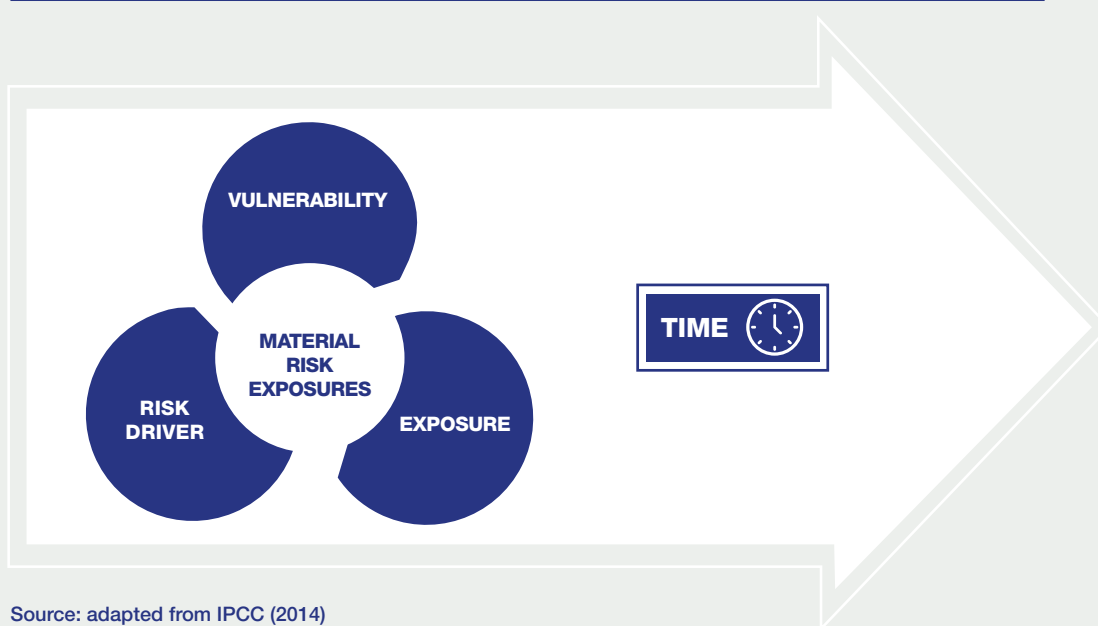 VULNERABILITY
MATERIAL
RISK
EXPOSURES
RISK
DRIVER
EXPOSURE
TIME
Source: adapted from IPCC (2014)